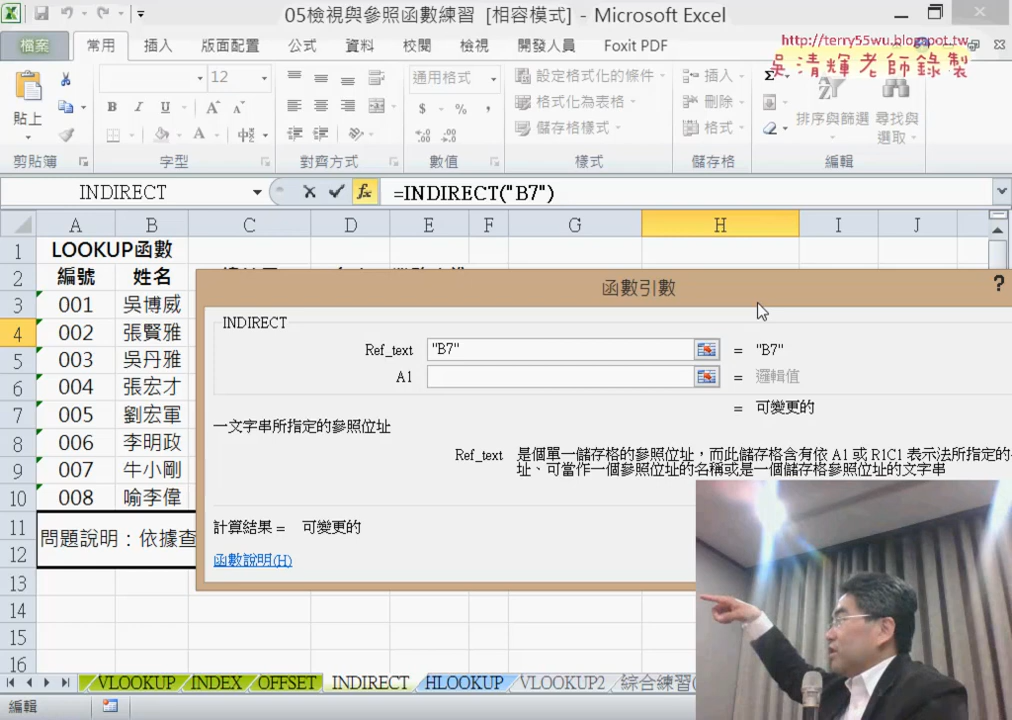 05檢視與參照函數練習 [相容模式] - Microsoft Excel
檔案 常用 插入 版面配置 公式 資料 校閱 檢視 開發人員 Foxit PDF
http://terry55wu.blogspot.tw
吳清輝老師錄製
貼上
12
B I U A A
A 中
通用格式
$ % ,
設定格式化的條件
格式化為表格
儲存格樣式
插入
刪除
格式
Σ
排序與篩選 尋找與
選取
剪貼簿 字型 對齊方式 數值 樣式 儲存格 編輯
INDIRECT fx =INDIRECT("B7")
A B C D E F G H I J
1 LOOKUP函數
2 編號 姓名
3 001 吳博威
4 002 張賢雅
5 003 吳丹雅
6 004 張宏才
7 005 劉宏軍
8 006 李明政
9 007 牛小剛
10 008 喻李偉
11
問題說明：依據查
12
13
14
15
16
函數引數 ?
INDIRECT
Ref_text "B7" = "B7"
A1 = 邏輯值
= 可變更的
一文字串所指定的參照位址
Ref_text 是個單一儲存格的參照位址，而此儲存格含有依 A1 或 R1C1 表示法所指定的
址、可當作一個參照位址的名稱或是一個儲存格參照位址的文字串
計算結果 = 可變更的
函數說明(H)
VLOOKUP INDEX OFFSET INDIRECT HLOOKUP VLOOKUP2 綜合練習(
編輯